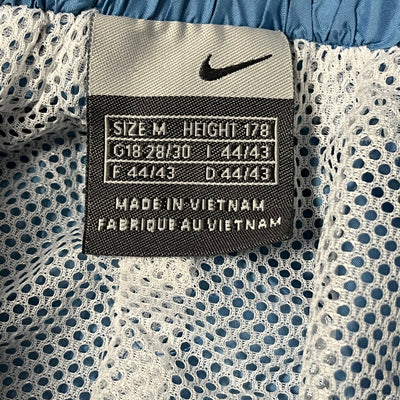 SIZE M HEIGHT 178
G18 28/30 I 44/43
F 44/43 D 44/43
MADE IN VIETNAM
FABRIQUE AU VIETNAM